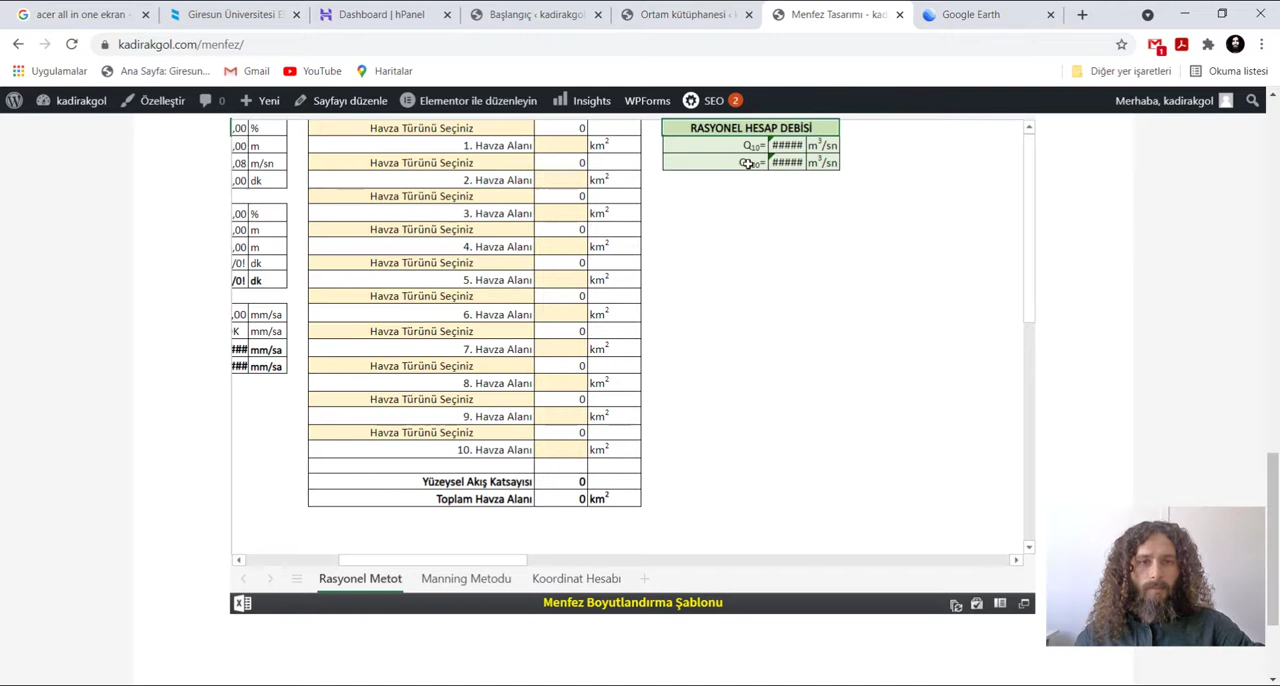 acer all in one ekran -
Giresun Üniversitesi El
Dashboard | hPanel
Başlangıç ‹ kadirakgol
Ortam kütüphanesi ‹ k
Menfez Tasarımı - kad
Google Earth
kadirakgol.com/menfez/
1
Uygulamalar
Ana Sayfa: Giresun...
Gmail
YouTube
Haritalar
Diğer yer işaretleri
Okuma listesi
kadirakgol
Özelleştir
0
Yeni
Sayfayı düzenle
Elementor ile düzenleyin
Insights
WPForms
SEO 2
Merhaba, kadirakgol
,00 %
,00 m
,08 m/sn
,00 dk
,00 %
,00 m
/0! dk
/0! dk
,00 mm/sa
K mm/sa
### mm/sa
### mm/sa
Havza Türünü Seçiniz 0
1. Havza Alanı km²
Havza Türünü Seçiniz 0
2. Havza Alanı km²
Havza Türünü Seçiniz 0
3. Havza Alanı km²
Havza Türünü Seçiniz 0
4. Havza Alanı km²
Havza Türünü Seçiniz 0
5. Havza Alanı km²
Havza Türünü Seçiniz 0
6. Havza Alanı km²
Havza Türünü Seçiniz 0
7. Havza Alanı km²
Havza Türünü Seçiniz 0
8. Havza Alanı km²
Havza Türünü Seçiniz 0
9. Havza Alanı km²
Havza Türünü Seçiniz 0
10. Havza Alanı km²
Yüzeysel Akış Katsayısı 0
Toplam Havza Alanı 0 km²
RASYONEL HESAP DEBİSİ
Q₁₀= ##### m³/sn
##### m³/sn
Rasyonel Metot
Manning Metodu
Koordinat Hesabı
Menfez Boyutlandırma Şablonu